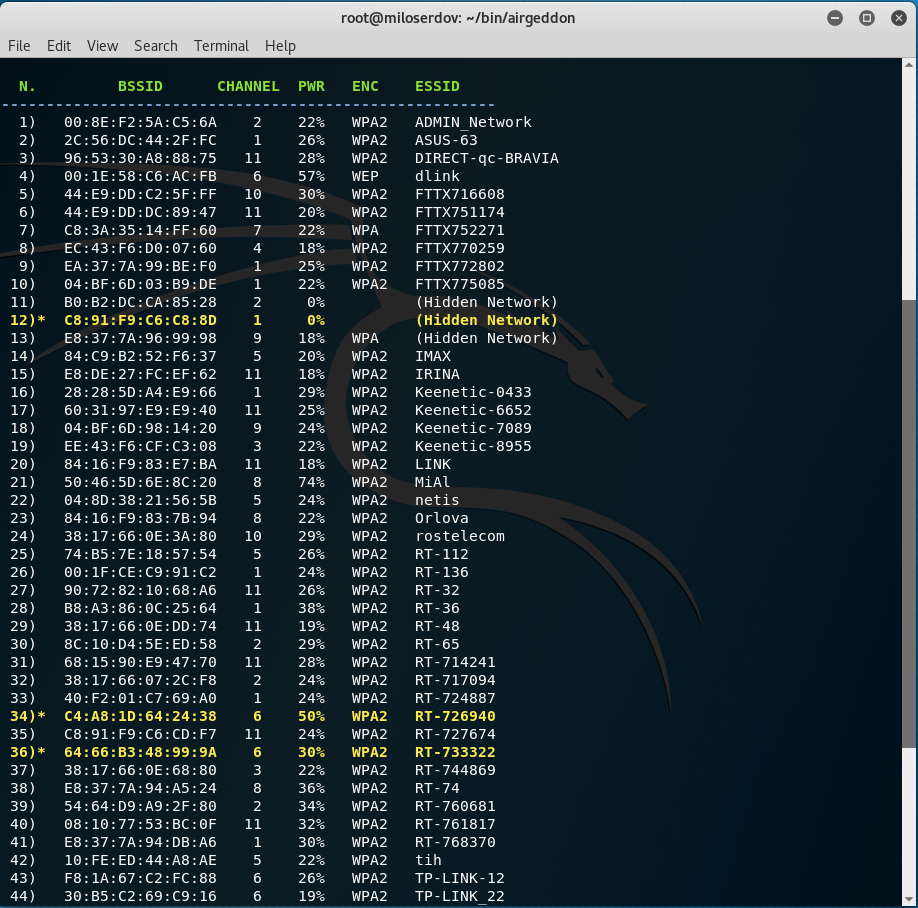 root@miloserdov: ~/bin/airgeddon
File Edit View Search Terminal Help
N. BSSID CHANNEL PWR ENC ESSID
-------------------------------------------------------
1) 00:8E:F2:5A:C5:6A 2 22% WPA2 ADMIN_Network
2) 2C:56:DC:44:2F:FC 1 26% WPA2 ASUS-63
3) 96:53:30:A8:88:75 11 28% WPA2 DIRECT-qc-BRAVIA
4) 00:1E:58:C6:AC:FB 6 57% WEP dlink
5) 44:E9:DD:C2:5F:FF 10 30% WPA2 FTTX716608
6) 44:E9:DD:DC:89:47 11 20% WPA2 FTTX751174
7) C8:3A:35:14:FF:60 7 22% WPA FTTX752271
8) EC:43:F6:D0:07:60 4 18% WPA2 FTTX770259
9) EA:37:7A:99:BE:F0 1 25% WPA2 FTTX772802
10) 04:BF:6D:03:B9:DE 1 22% WPA2 FTTX775085
11) B0:B2:DC:CA:85:28 2 0% (Hidden Network)
12)* C8:91:F9:C6:C8:8D 1 0% (Hidden Network)
13) E8:37:7A:96:99:98 9 18% WPA (Hidden Network)
14) 84:C9:B2:52:F6:37 5 20% WPA2 IMAX
15) E8:DE:27:FC:EF:62 11 18% WPA2 IRINA
16) 28:28:5D:A4:E9:66 1 29% WPA2 Keenetic-0433
17) 60:31:97:E9:E9:40 11 25% WPA2 Keenetic-6652
18) 04:BF:6D:98:14:20 9 24% WPA2 Keenetic-7089
19) EE:43:F6:CF:C3:08 3 22% WPA2 Keenetic-8955
20) 84:16:F9:83:E7:BA 11 18% WPA2 LINK
21) 50:46:5D:6E:8C:20 8 74% WPA2 MiAl
22) 04:8D:38:21:56:5B 5 24% WPA2 netis
23) 84:16:F9:83:7B:94 8 22% WPA2 Orlova
24) 38:17:66:0E:3A:80 10 29% WPA2 rostelecom
25) 74:B5:7E:18:57:54 5 26% WPA2 RT-112
26) 00:1F:CE:C9:91:C2 1 24% WPA2 RT-136
27) 90:72:82:10:68:A6 11 26% WPA2 RT-32
28) B8:A3:86:0C:25:64 1 38% WPA2 RT-36
29) 38:17:66:0E:DD:74 11 19% WPA2 RT-48
30) 8C:10:D4:5E:ED:58 2 29% WPA2 RT-65
31) 68:15:90:E9:47:70 11 28% WPA2 RT-714241
32) 38:17:66:07:2C:F8 2 24% WPA2 RT-717094
33) 40:F2:01:C7:69:A0 1 24% WPA2 RT-724887
34)* C4:A8:1D:64:24:38 6 50% WPA2 RT-726940
35) C8:91:F9:C6:CD:F7 11 24% WPA2 RT-727674
36)* 64:66:B3:48:99:9A 6 30% WPA2 RT-733322
37) 38:17:66:0E:68:80 3 22% WPA2 RT-744869
38) E8:37:7A:94:A5:24 8 36% WPA2 RT-74
39) 54:64:D9:A9:2F:80 2 34% WPA2 RT-760681
40) 08:10:77:53:BC:0F 11 32% WPA2 RT-761817
41) E8:37:7A:94:DB:A6 1 30% WPA2 RT-768370
42) 10:FE:ED:44:A8:AE 5 22% WPA2 tih
43) F8:1A:67:C2:FC:88 6 26% WPA2 TP-LINK-12
44) 30:B5:C2:69:C9:16 6 19% WPA2 TP-LINK_22